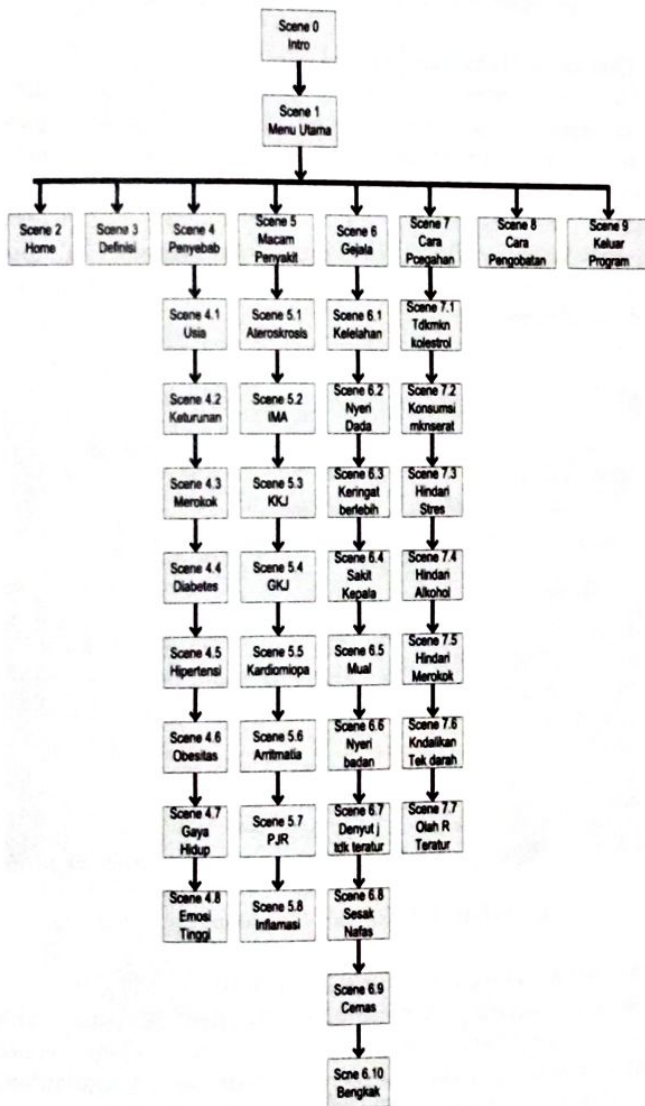 Scene 0
Intro
Scene 1
Menu Utama
Scene 2
Home
Scene 3
Definisi
Scene 4
Penyebab
Scene 5
Macam
Penyakit
Scene 6
Gejala
Scene 7
Cara
Pcegahan
Scene 8
Cara
Pengobatan
Scene 9
Keluar
Program
Scene 4.1
Usia
Scene 4.2
Keturunan
Scene 4.3
Merokok
Scene 4.4
Diabetes
Scene 4.5
Hipertensi
Scene 4.6
Obesitas
Scene 4.7
Gaya
Hidup
Scene 4.8
Emosi
Tinggi
Scene 5.1
Ateroskrosis
Scene 5.2
IMA
Scene 5.3
KKJ
Scene 5.4
GKJ
Scene 5.5
Kardiomiopa
Scene 5.6
Arritmatia
Scene 5.7
PJR
Scene 5.8
Inflamasi
Scene 6.1
Kelelahan
Scene 6.2
Nyeri
Dada
Scene 6.3
Keringat
berlebih
Scene 6.4
Sakit
Kepala
Scene 6.5
Mual
Scene 6.6
Nyeri
badan
Scene 6.7
Denyut j
tdk teratur
Scene 6.8
Sesak
Nafas
Scene 6.9
Cemas
Scne 6.10
Bengkak
Scene 7.1
Tdkmkn
kolestrol
Scene 7.2
Konsumsi
mknserat
Scene 7.3
Hindari
Stres
Scene 7.4
Hindari
Alkohol
Scene 7.5
Hindari
Merokok
Scene 7.6
Kndalikan
Tek darah
Scene 7.7
Olah R
Teratur